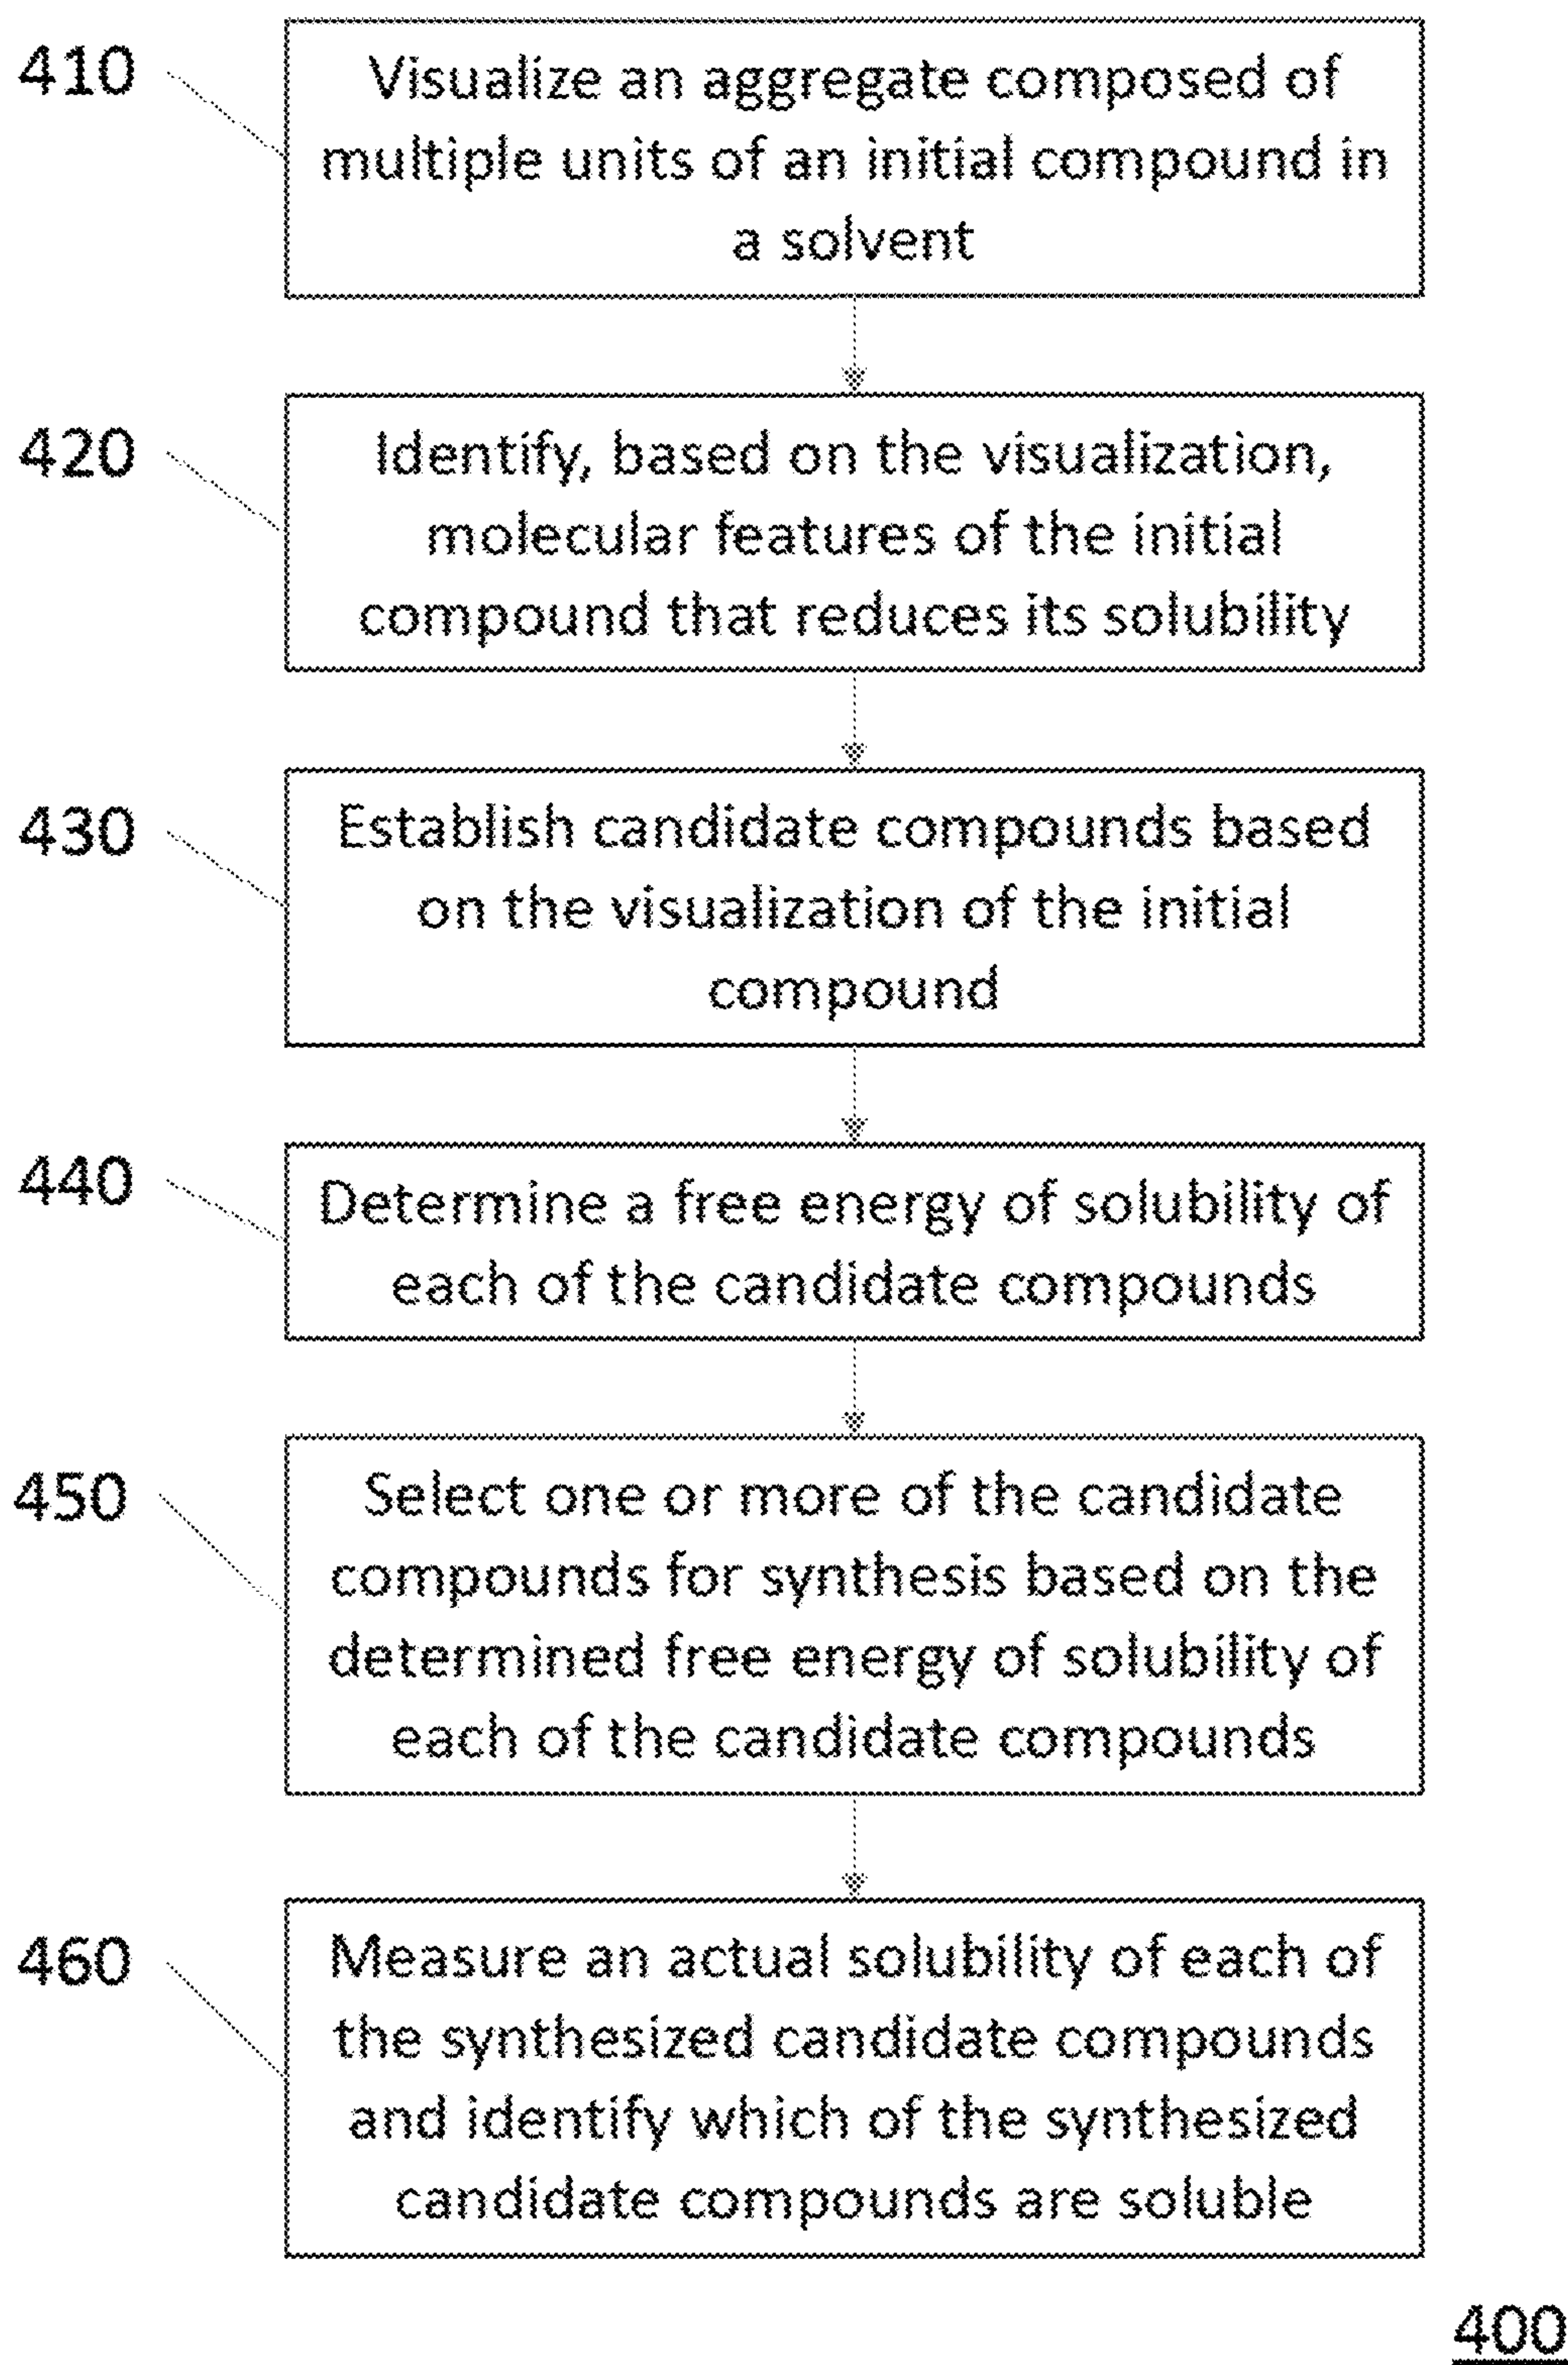 410
Visualize an aggregate composed of
multiple units of an initial compound in
a solvent
420
Identify, based on the visualization,
molecular features of the initial
compound that reduces its solubility
430
Establish candidate compounds based
on the visualization of the initial
compound
440
Determine a free energy of solubility of
each of the candidate compounds
450
Select one or more of the candidate
compounds for synthesis based on the
determined free energy of solubility of
each of the candidate compounds
460
Measure an actual solubility of each of
the synthesized candidate compounds
and identify which of the synthesized
candidate compounds are soluble
400